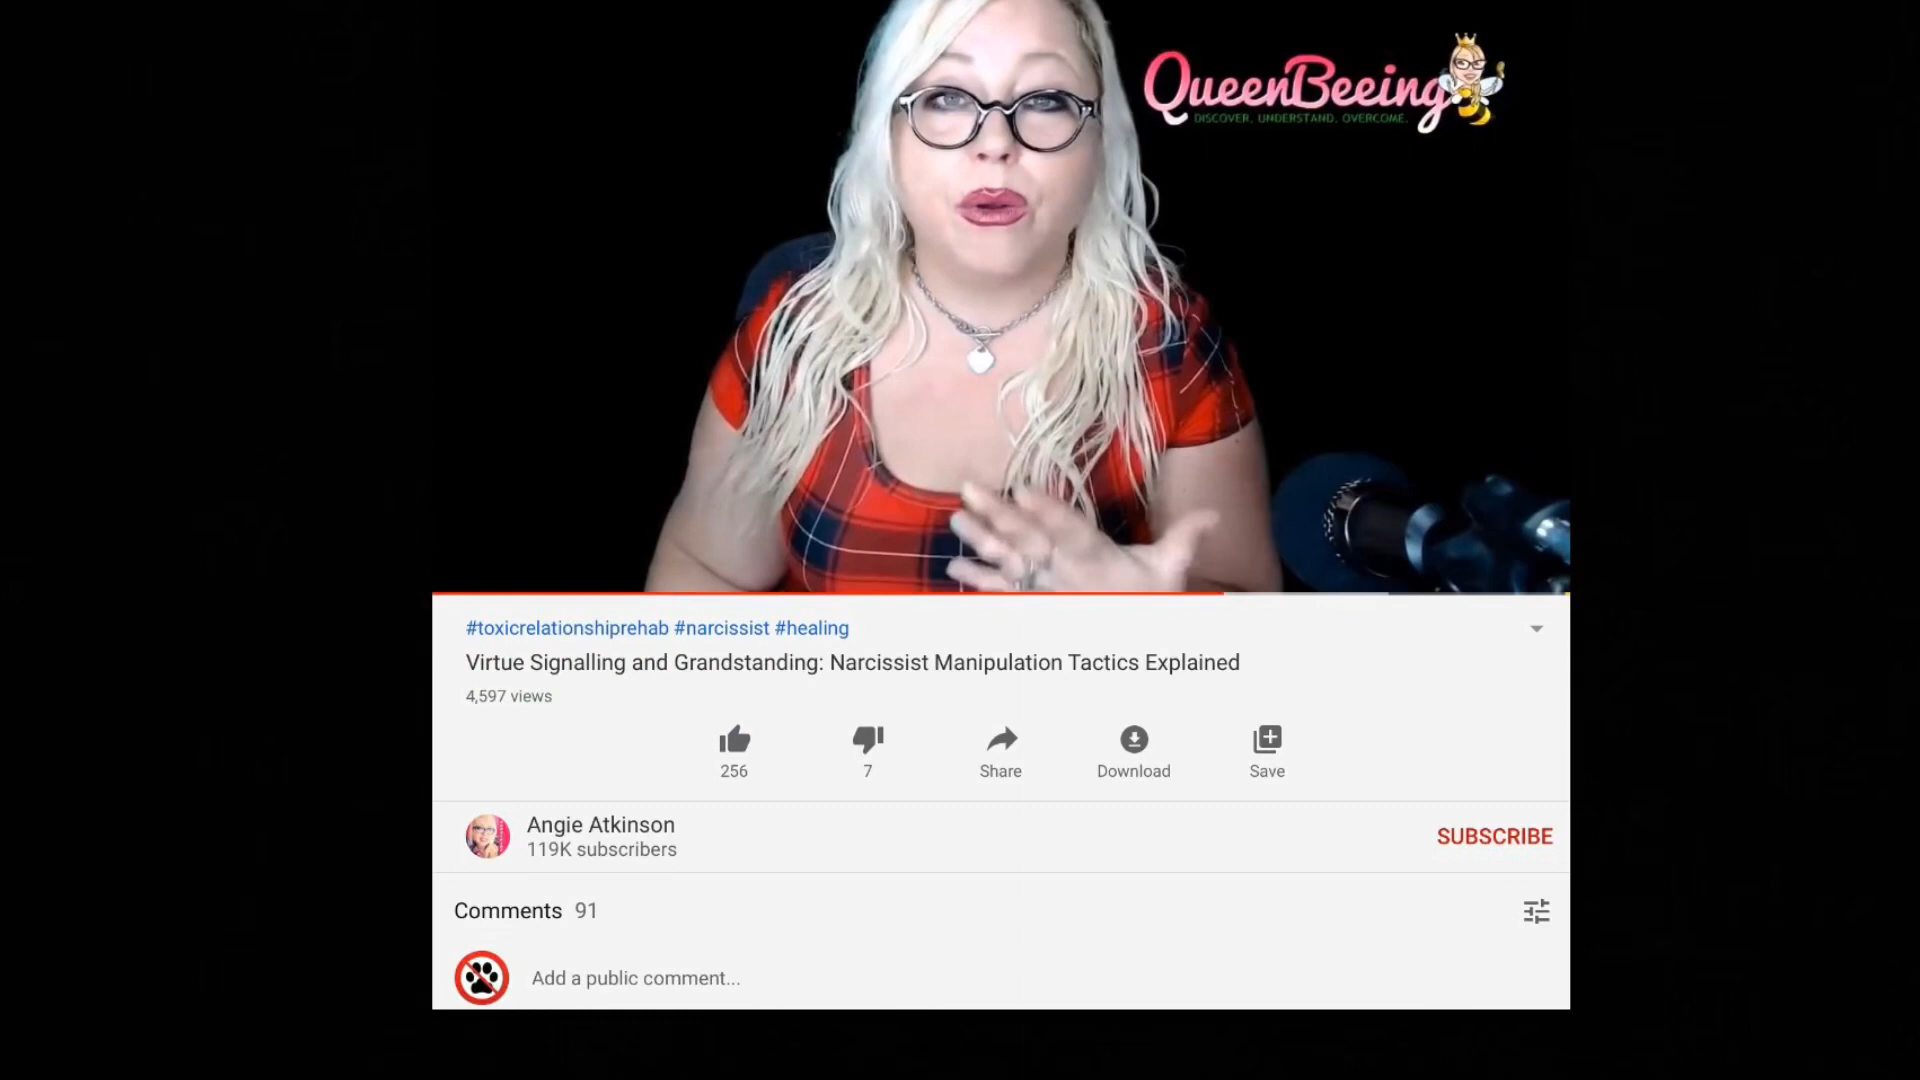 QueenBeeing
DISCOVER. UNDERSTAND. OVERCOME.
#toxicrelationshiprehab #narcissist #healing
Virtue Signalling and Grandstanding: Narcissist Manipulation Tactics Explained
4,597 views
256
7
Share
Download
Save
Angie Atkinson
119K subscribers
SUBSCRIBE
Comments 91
Add a public comment...